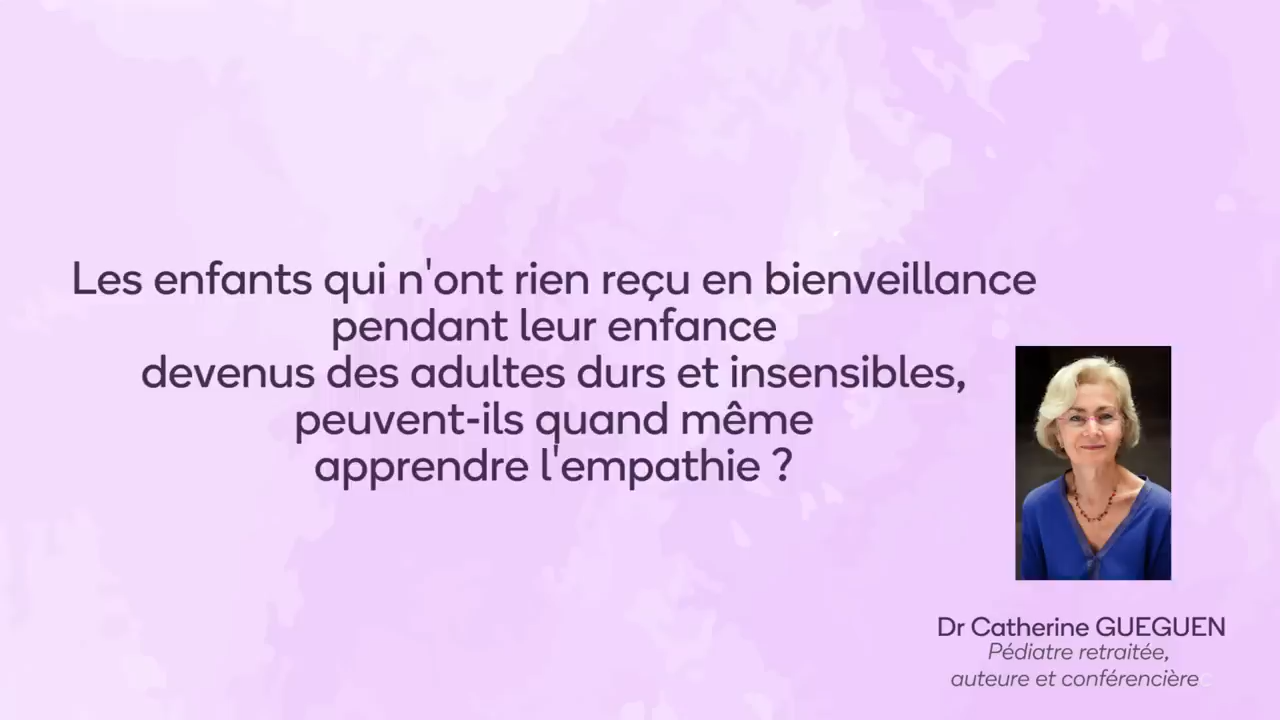 Les enfants qui n'ont rien reçu en bienveillance
pendant leur enfance
devenus des adultes durs et insensibles,
peuvent-ils quand même
apprendre l'empathie ?
Dr Catherine GUEGUEN
Pédiatre retraitée,
auteure et conférencière